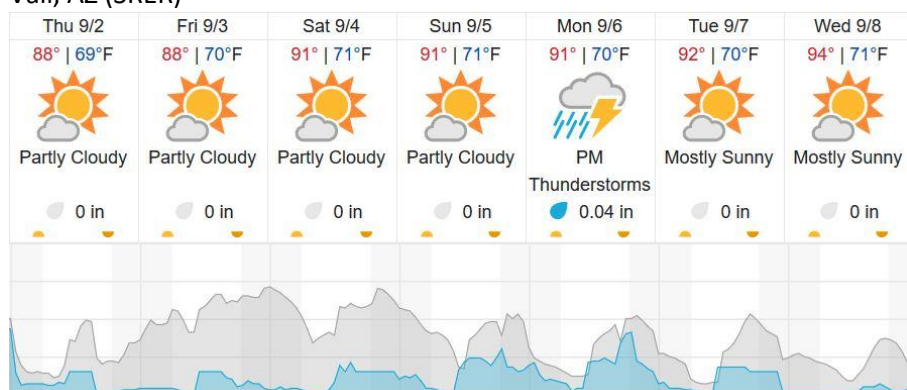 Vail, AZ (SRER)
Thu 9/2 Fri 9/3 Sat 9/4 Sun 9/5 Mon 9/6 Tue 9/7 Wed 9/8
88° | 69°F 88° | 70°F 91° | 71°F 91° | 71°F 91° | 70°F 92° | 70°F 94° | 71°F
Partly Cloudy Partly Cloudy Partly Cloudy Partly Cloudy PM Mostly Sunny Mostly Sunny
Thunderstorms
0 in 0 in 0 in 0 in 0.04 in 0 in 0 in